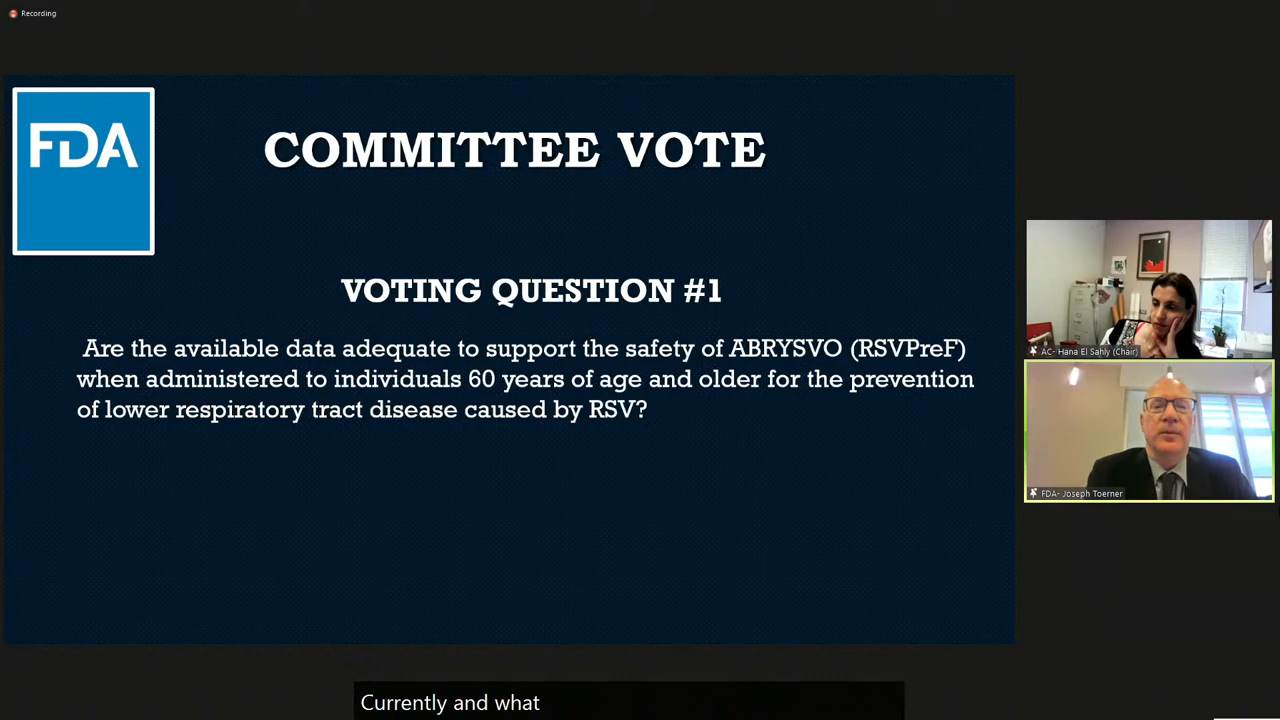 Recording
FDA
COMMITTEE VOTE
VOTING QUESTION #1
Are the available data adequate to support the safety of ABRYSVO (RSVPreF)
when administered to individuals 60 years of age and older for the prevention
of lower respiratory tract disease caused by RSV?
AC- Hana El Sahly (Chair)
FDA- Joseph Toerner
Currently and what